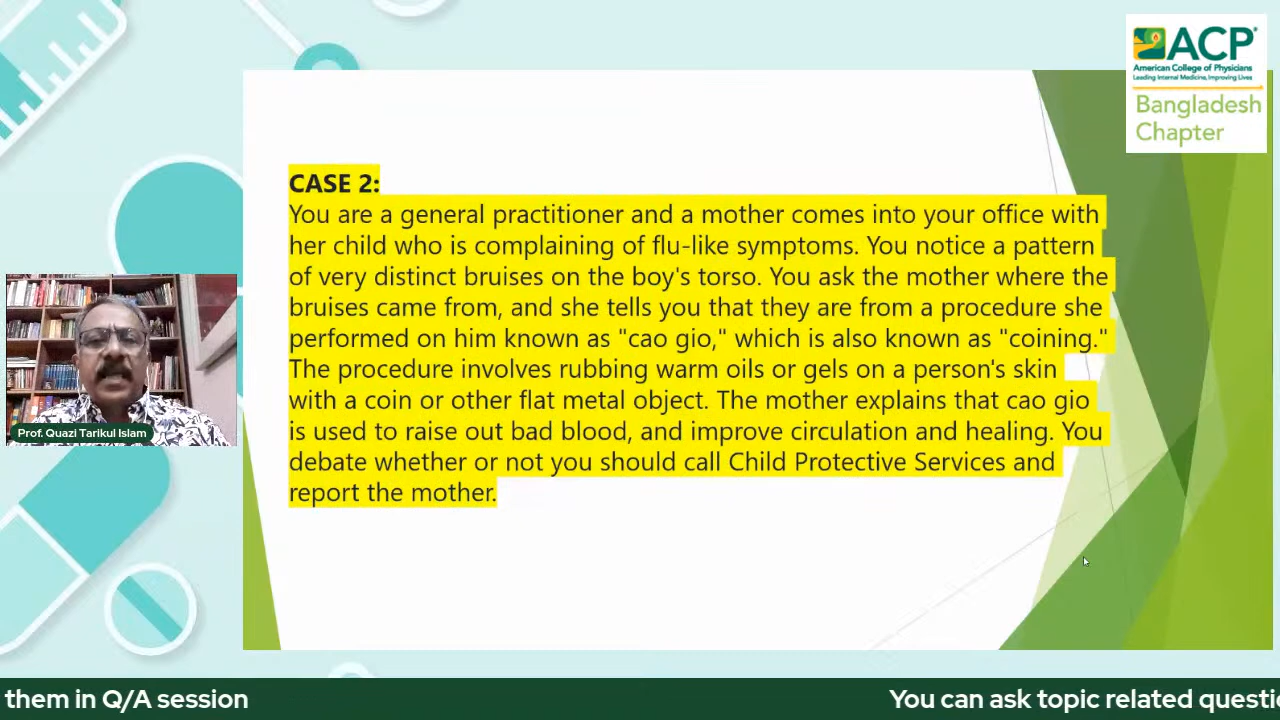 ACP®
American College of Physicians
Leading Internal Medicine, Improving Lives
Bangladesh
Chapter
CASE 2:
You are a general practitioner and a mother comes into your office with
her child who is complaining of flu-like symptoms. You notice a pattern
of very distinct bruises on the boy's torso. You ask the mother where the
bruises came from, and she tells you that they are from a procedure she
performed on him known as "cao gio," which is also known as "coining."
The procedure involves rubbing warm oils or gels on a person's skin
with a coin or other flat metal object. The mother explains that cao gio
is used to raise out bad blood, and improve circulation and healing. You
debate whether or not you should call Child Protective Services and
report the mother.
Prof. Quazi Tarikul Islam
them in Q/A session
You can ask topic related questi